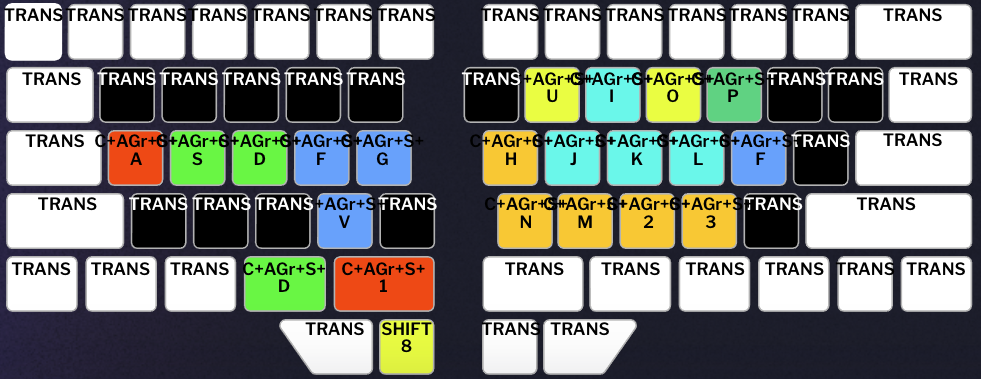 TRANS TRANS TRANS TRANS TRANS TRANS TRANS TRANS TRANS TRANS TRANS TRANS TRANS TRANS
TRANS TRANS TRANS TRANS TRANS TRANS TRANS C+AGr+S+ C+AGr+S+ C+AGr+S+ C+AGr+S+ TRANS TRANS TRANS
U I O P
TRANS C+AGr+S+ C+AGr+S+ C+AGr+S+ C+AGr+S+ C+AGr+S+ C+AGr+S+ C+AGr+S+ C+AGr+S+ C+AGr+S+ C+AGr+S+ TRANS TRANS
A S D F G H J K L F
TRANS TRANS TRANS TRANS C+AGr+S+ TRANS C+AGr+S+ C+AGr+S+ C+AGr+S+ C+AGr+S+ TRANS TRANS
V N M 2 3
TRANS TRANS TRANS C+AGr+S+ C+AGr+S+ TRANS TRANS TRANS TRANS TRANS TRANS
D 1
TRANS SHIFT TRANS TRANS
8